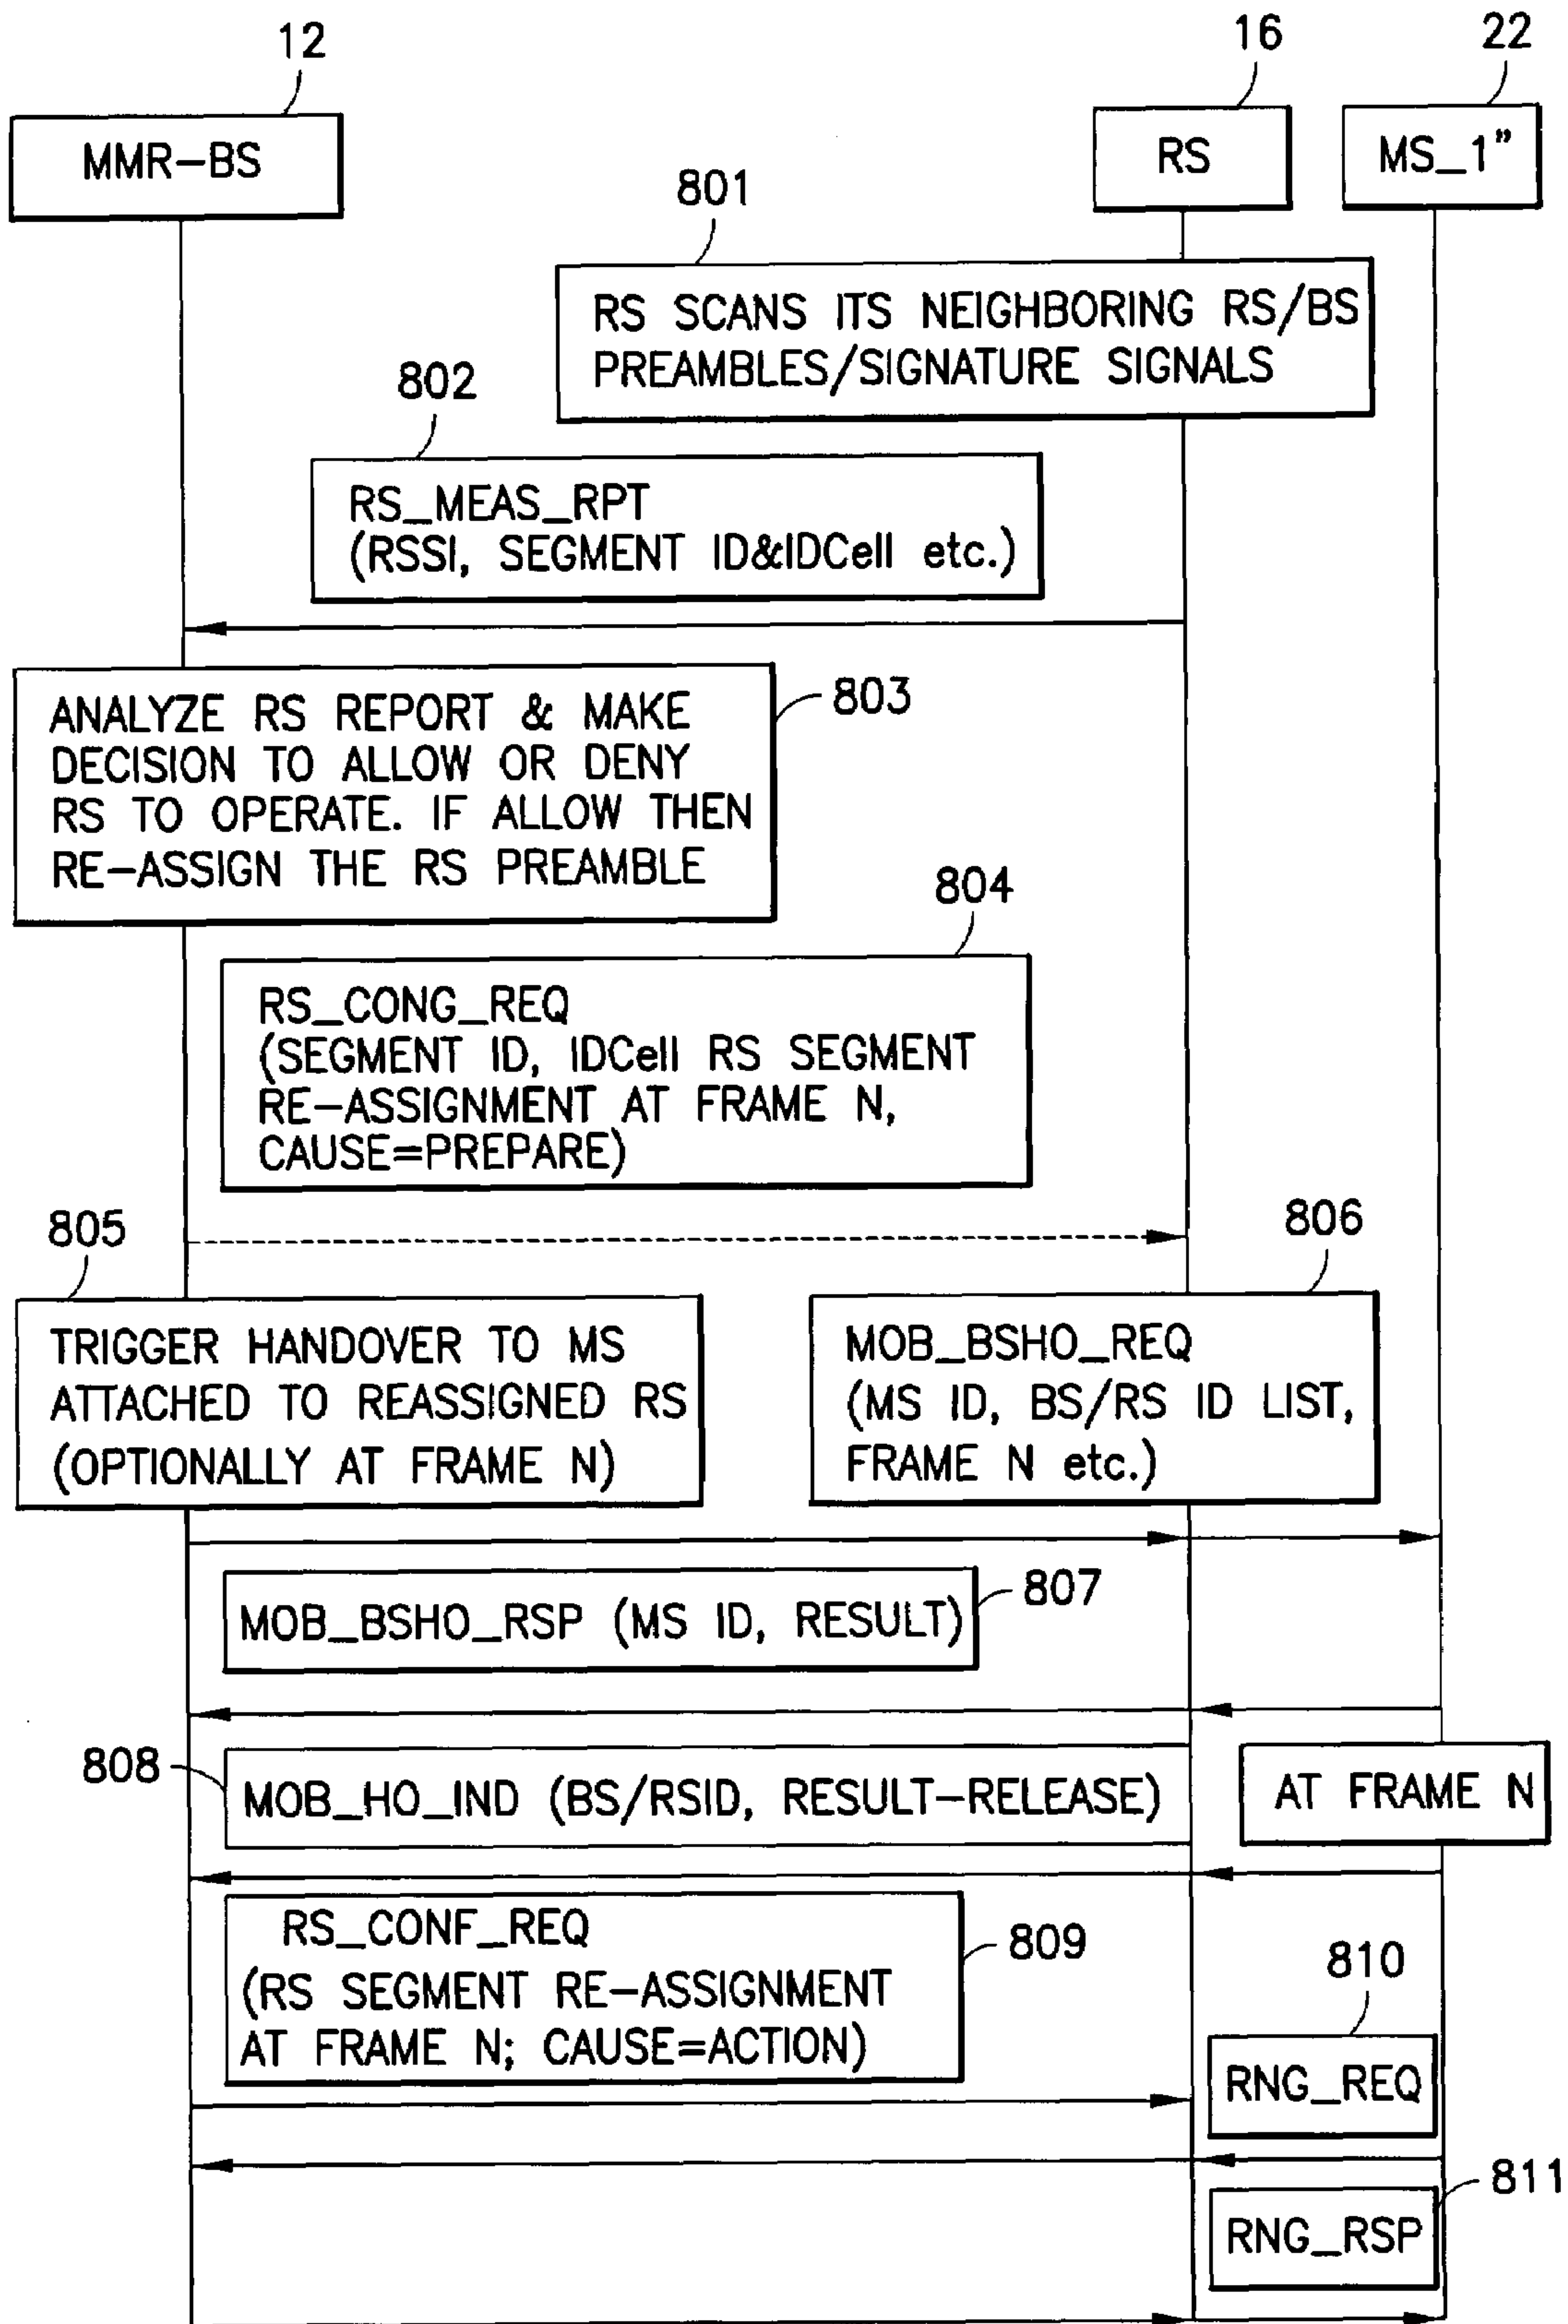 12
16
22
MMR-BS
RS
MS_1"
801
RS SCANS ITS NEIGHBORING RS/BS
PREAMBLES/SIGNATURE SIGNALS
802
RS_MEAS_RPT
(RSSI, SEGMENT ID&IDCell etc.)
803
ANALYZE RS REPORT & MAKE
DECISION TO ALLOW OR DENY
RS TO OPERATE. IF ALLOW THEN
RE-ASSIGN THE RS PREAMBLE
804
RS_CONG_REQ
(SEGMENT ID, IDCell RS SEGMENT
RE-ASSIGNMENT AT FRAME N,
CAUSE=PREPARE)
805
806
TRIGGER HANDOVER TO MS
ATTACHED TO REASSIGNED RS
(OPTIONALLY AT FRAME N)
MOB_BSHO_REQ
(MS ID, BS/RS ID LIST,
FRAME N etc.)
807
MOB_BSHO_RSP (MS ID, RESULT)
808
MOB_HO_IND (BS/RSID, RESULT-RELEASE)
AT FRAME N
RS_CONF_REQ
(RS SEGMENT RE-ASSIGNMENT
AT FRAME N; CAUSE=ACTION)
809
810
RNG_REQ
811
RNG_RSP